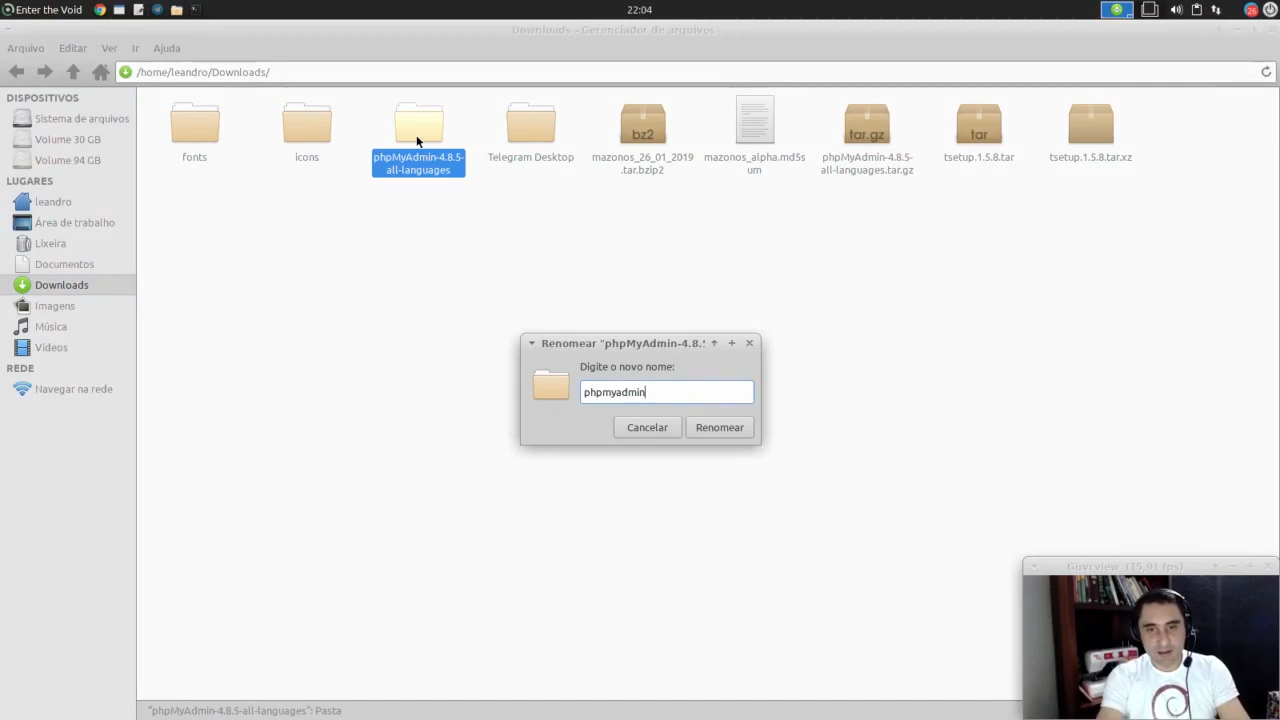 Enter the Void
22:04
26
Downloads - Gerenciador de arquivos
Arquivo Editar Ver Ir Ajuda
/home/leandro/Downloads/
DISPOSITIVOS
Sistema de arquivos
Volume 30 GB
Volume 94 GB
LUGARES
leandro
Área de trabalho
Lixeira
Documentos
Downloads
Imagens
Música
Vídeos
REDE
Navegar na rede
fonts
icons
phpMyAdmin-4.8.5-
all-languages
Telegram Desktop
bz2
mazonos_26_01_2019
.tar.bzip2
mazonos_alpha.md5s
um
tar.gz
phpMyAdmin-4.8.5-
all-languages.tar.gz
tar
tsetup.1.5.8.tar
tsetup.1.5.8.tar.xz
Renomear "phpMyAdmin-4.8.!
Digite o novo nome:
phpmyadmin
Cancelar Renomear
Guvcview (15,01 fps)
"phpMyAdmin-4.8.5-all-languages": Pasta